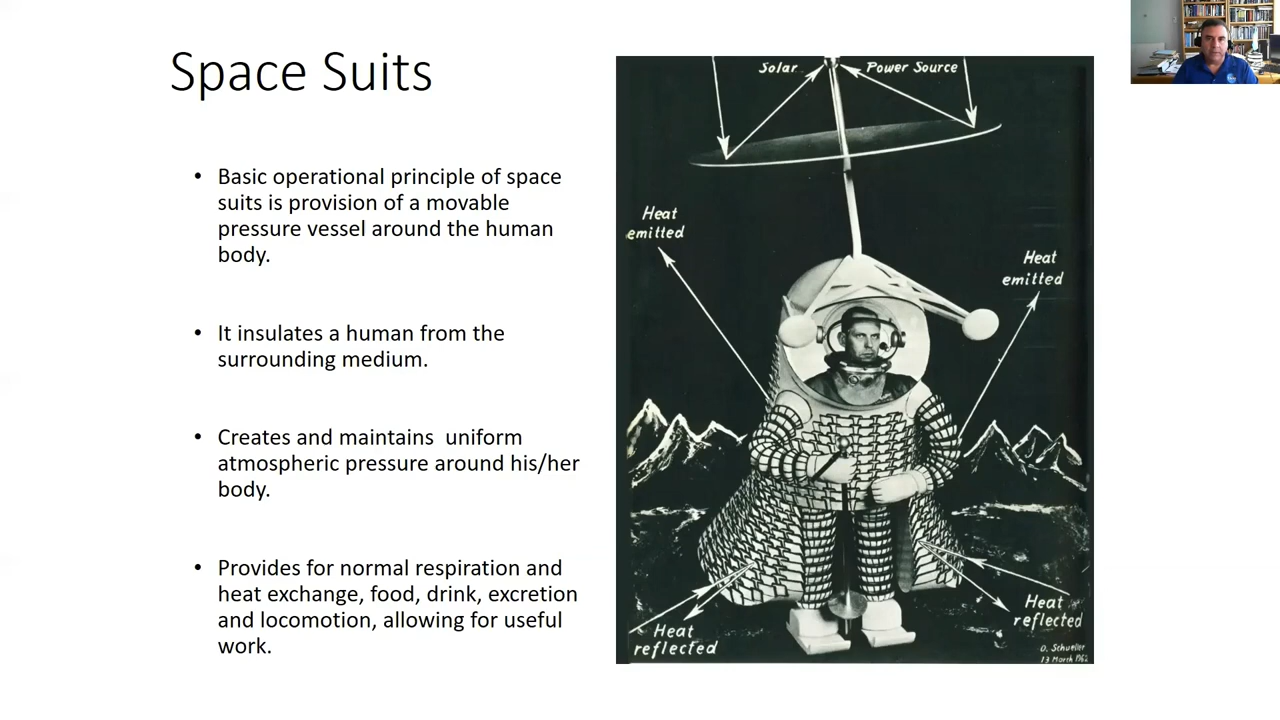 Space Suits
• Basic operational principle of space
suits is provision of a movable
pressure vessel around the human
body.
• It insulates a human from the
surrounding medium.
• Creates and maintains  uniform
atmospheric pressure around his/her
body.
• Provides for normal respiration and
heat exchange, food, drink, excretion
and locomotion, allowing for useful
work.
Solar
Power Source
Heat
emitted
Heat
emitted
Heat
reflected
Heat
reflected
O. Schueller
13 March 1962